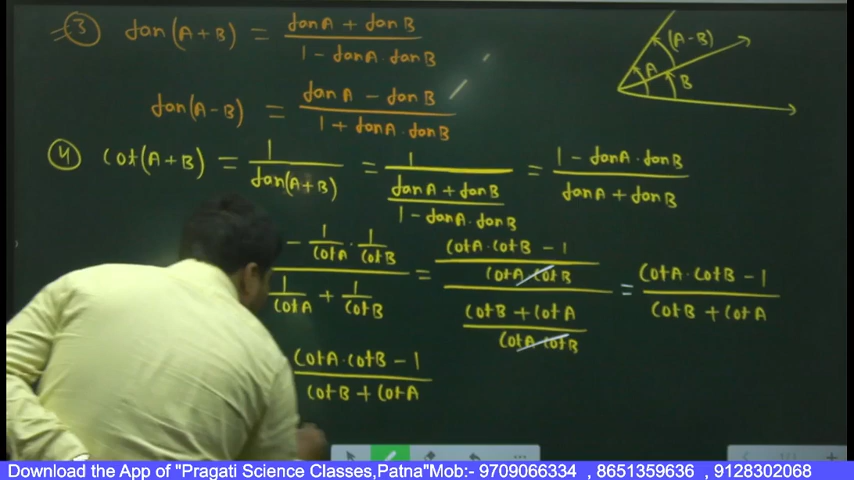 ⇒ ③ tan(A+B) = (tanA + tanB)/(1 - tanA·tanB)
tan(A-B) = (tanA - tanB)/(1 + tanA·tanB)
(A-B)
A
B
④ cot(A+B) = 1/tan(A+B) = 1/((tanA + tanB)/(1 - tanA·tanB)) = (1 - tanA·tanB)/(tanA + tanB)
(- 1/cotA · 1/cotB)/(1/cotA + 1/cotB) = ((cotA·cotB - 1)/(cotA·cotB))/((cotB + cotA)/(cotA·cotB)) = (cotA·cotB - 1)/(cotB + cotA)
(cotA·cotB - 1)/(cotB + cotA)
Download the App of "Pragati Science Classes,Patna"Mob:- 9709066334 , 8651359636 , 9128302068